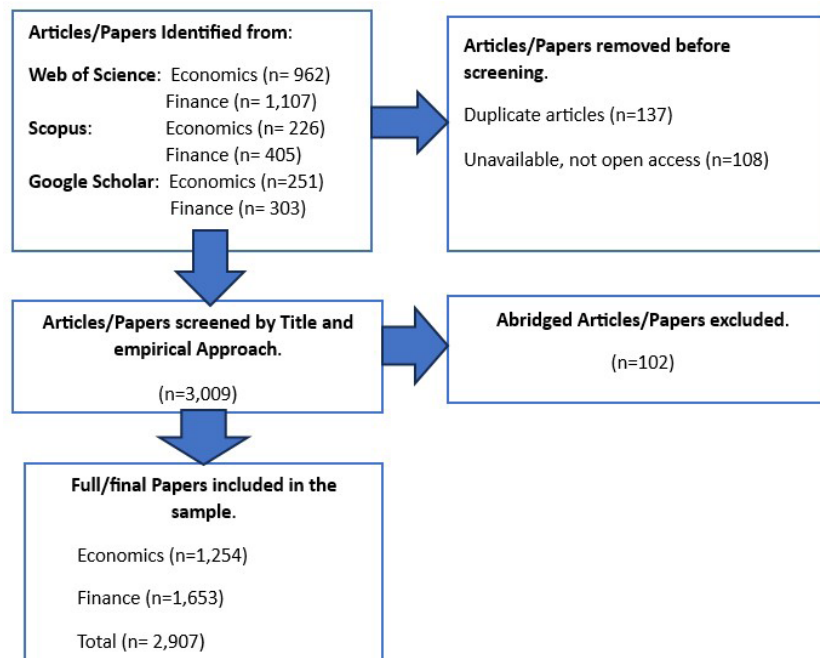 Articles/Papers Identified from:
Web of Science: Economics (n= 962)
Finance (n= 1,107)
Scopus: Economics (n= 226)
Finance (n= 405)
Google Scholar: Economics (n=251)
Finance (n= 303)
Articles/Papers removed before
screening.
Duplicate articles (n=137)
Unavailable, not open access (n=108)
Articles/Papers screened by Title and
empirical Approach.
(n=3,009)
Abridged Articles/Papers excluded.
(n=102)
Full/final Papers included in the
sample.
Economics (n=1,254)
Finance (n=1,653)
Total (n= 2,907)